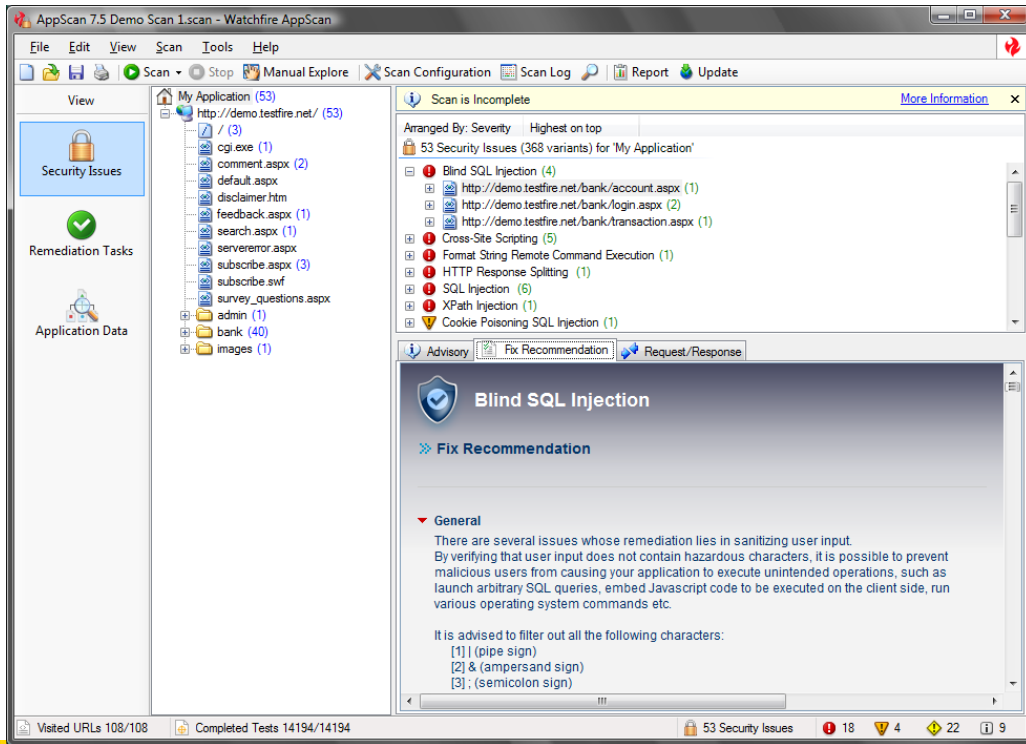 AppScan 7.5 Demo Scan 1.scan - Watchfire AppScan
File Edit View Scan Tools Help
Scan Stop Manual Explore Scan Configuration Scan Log Report Update
View
Security Issues
Remediation Tasks
Application Data
My Application (53)
http://demo.testfire.net/ (53)
/ (3)
cgi.exe (1)
comment.aspx (2)
default.aspx
disclaimer.htm
feedback.aspx (1)
search.aspx (1)
servererror.aspx
subscribe.aspx (3)
subscribe.swf
survey_questions.aspx
admin (1)
bank (40)
images (1)
Scan is Incomplete More Information
Arranged By: Severity Highest on top
53 Security Issues (368 variants) for 'My Application'
Blind SQL Injection (4)
http://demo.testfire.net/bank/account.aspx (1)
http://demo.testfire.net/bank/login.aspx (2)
http://demo.testfire.net/bank/transaction.aspx (1)
Cross-Site Scripting (5)
Format String Remote Command Execution (1)
HTTP Response Splitting (1)
SQL Injection (6)
XPath Injection (1)
Cookie Poisoning SQL Injection (1)
Advisory Fix Recommendation Request/Response
Blind SQL Injection
Fix Recommendation
General
There are several issues whose remediation lies in sanitizing user input.
By verifying that user input does not contain hazardous characters, it is possible to prevent
malicious users from causing your application to execute unintended operations, such as
launch arbitrary SQL queries, embed Javascript code to be executed on the client side, run
various operating system commands etc.
It is advised to filter out all the following characters:
[1] | (pipe sign)
[2] & (ampersand sign)
[3] ; (semicolon sign)
Visited URLs 108/108 Completed Tests 14194/14194 53 Security Issues 18 4 22 9